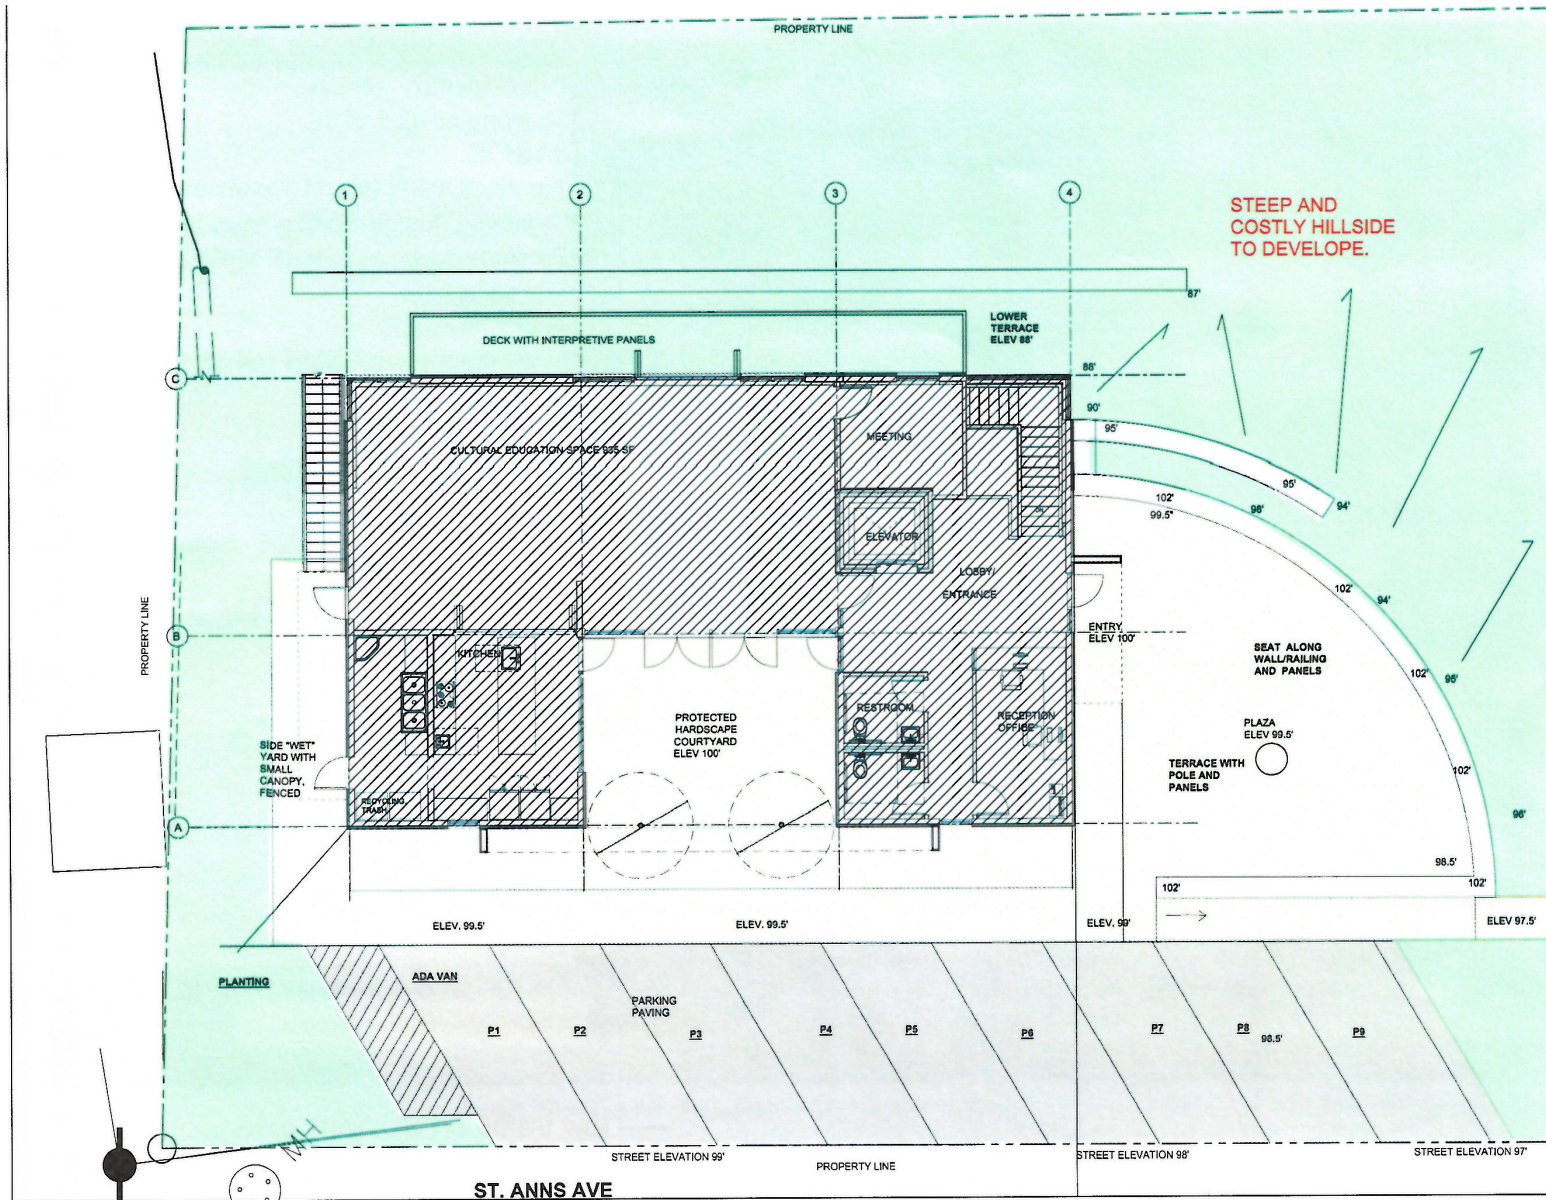 PROPERTY LINE
1
2
3
4
STEEP AND
COSTLY HILLSIDE
TO DEVELOPE.
87'
LOWER
TERRACE
ELEV 88'
DECK WITH INTERPRETIVE PANELS
C
88'
90'
95'
MEETING
CULTURAL EDUCATION SPACE 935 SF
95'
94'
102'
99.5"
98'
ELEVATOR
DN
LOBBY/
ENTRANCE
102'
94'
PROPERTY LINE
B
ENTRY
ELEV 100'
KITCHEN
SEAT ALONG
WALL/RAILING
AND PANELS
102'
95'
RESTROOM
RECEPTION
OFFICE
PROTECTED
HARDSCAPE
COURTYARD
ELEV 100'
PLAZA
ELEV 99.5'
SIDE "WET"
YARD WITH
SMALL
CANOPY,
FENCED
TERRACE WITH
POLE AND
PANELS
102'
RECYCLING,
TRASH
96'
A
98.5'
102'
102'
ELEV. 99.5'
ELEV. 99.5'
ELEV. 99'
ELEV 97.5'
PLANTING
ADA VAN
PARKING
PAVING
P1
P2
P3
P4
P5
P6
P7
P8
98.5'
P9
MH
STREET ELEVATION 99'
PROPERTY LINE
STREET ELEVATION 98'
STREET ELEVATION 97'
ST. ANNS AVE